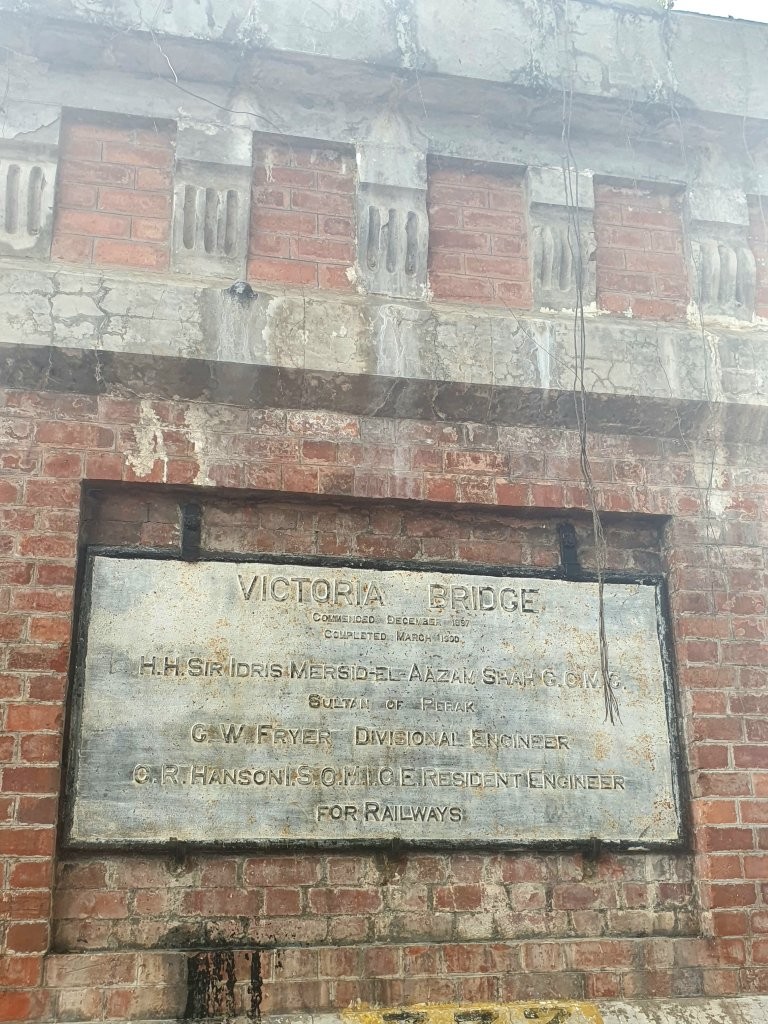 VICTORIA BRIDGE
COMMENCED DECEMBER 1897
COMPLETED MARCH 1900
H.H. SIR IDRIS MERSID-EL-AAZAM SHAH G.C.M.G.
SULTAN OF PERAK
G.W. FRYER DIVISIONAL ENGINEER
C.R. HANSON I.S.O.M.I.C.E. RESIDENT ENGINEER
FOR RAILWAYS